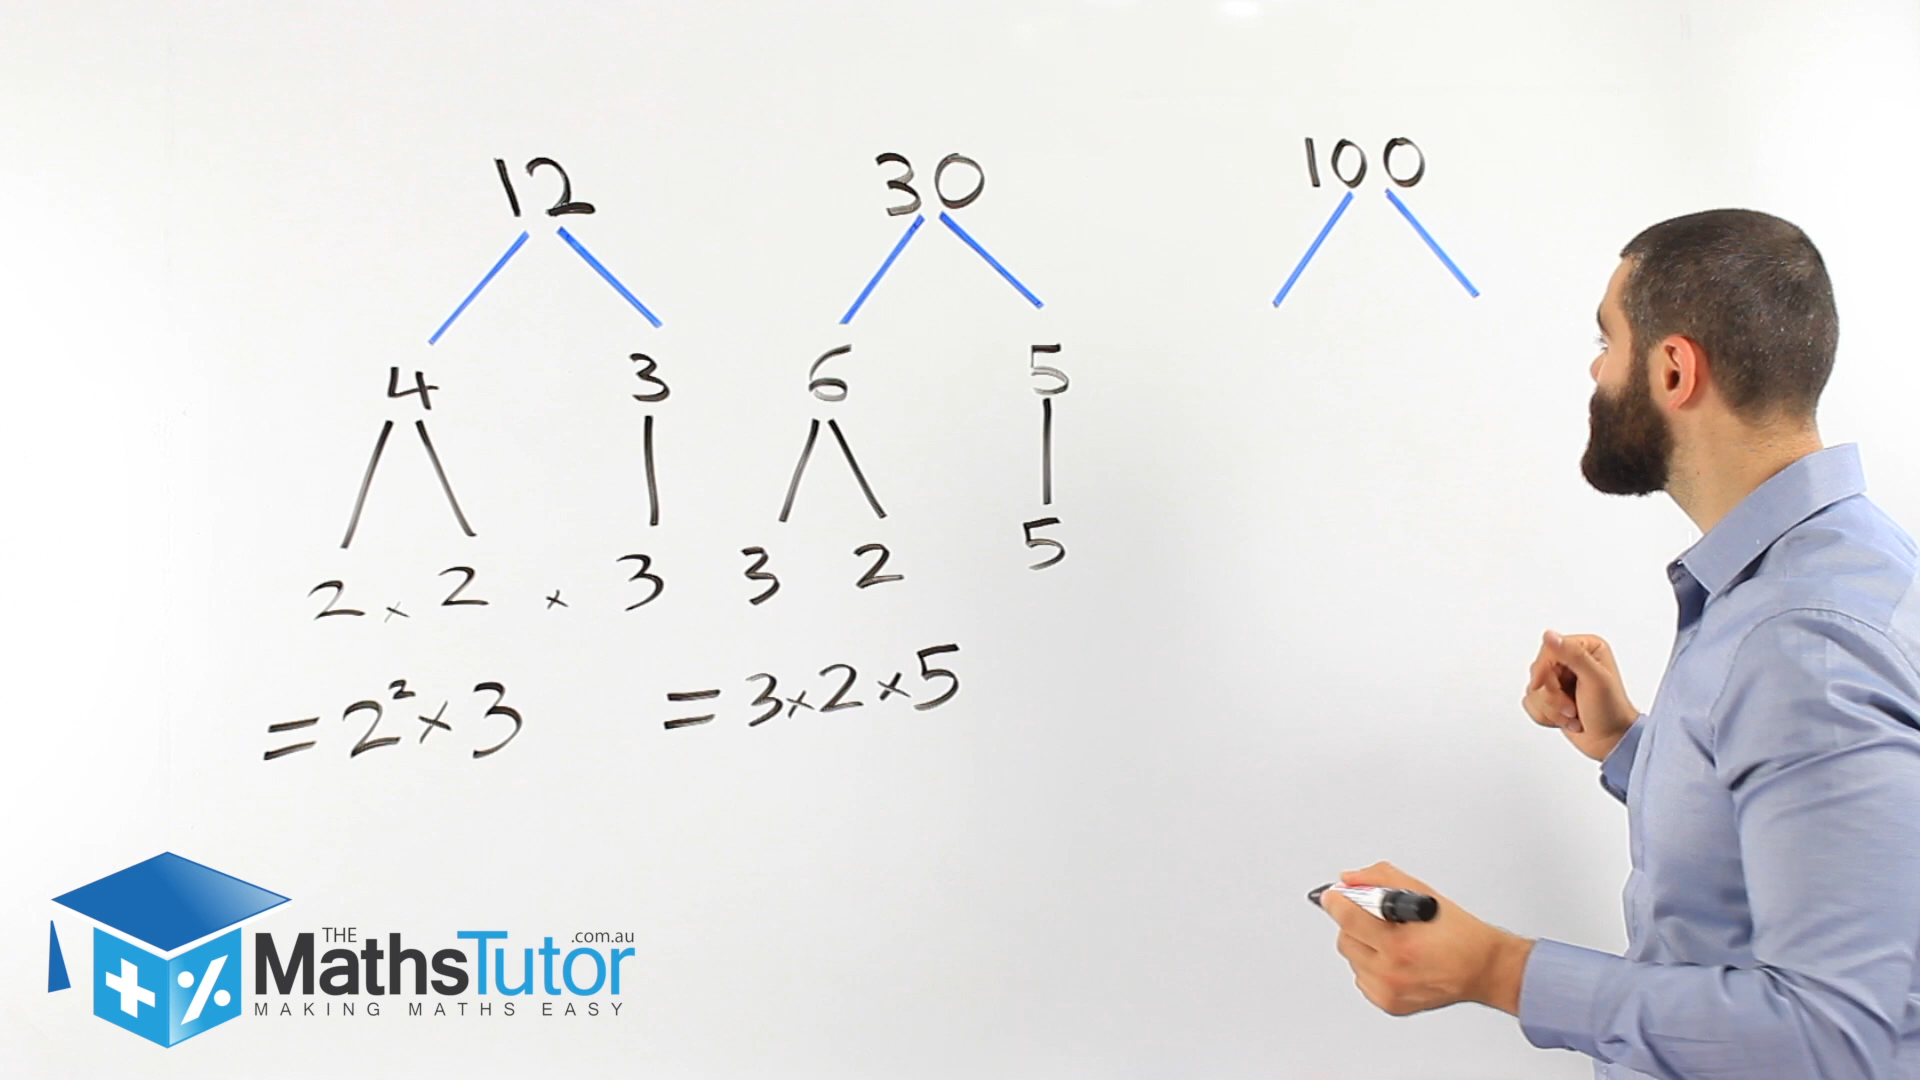 12 30 100
4 3 6 5
2 × 2 × 3 3 2 5
= 2² × 3 = 3 × 2 × 5
THE
MathsTutor .com.au
MAKING MATHS EASY